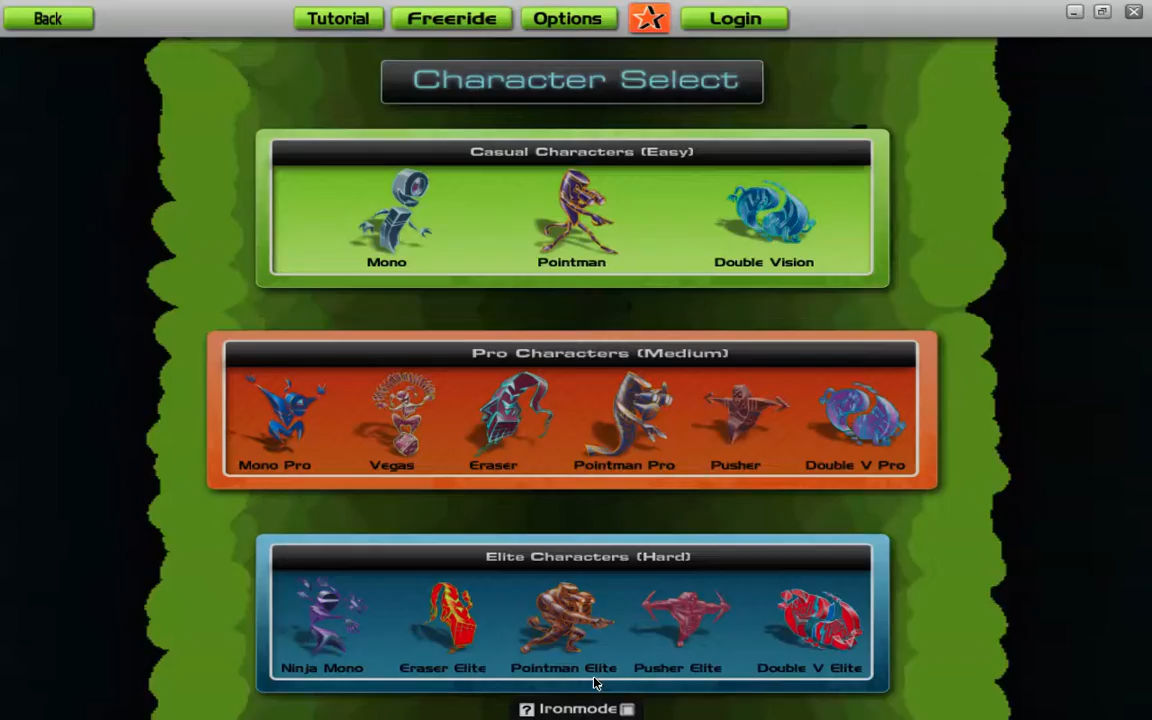 Back
Tutorial
Freeride
Options
Login
Character Select
Casual Characters (Easy)
Mono
Pointman
Double Vision
Pro Characters (Medium)
Mono Pro
Vegas
Eraser
Pointman Pro
Pusher
Double V Pro
Elite Characters (Hard)
Ninja Mono
Eraser Elite
Pointman Elite
Pusher Elite
Double V Elite
? Ironmode